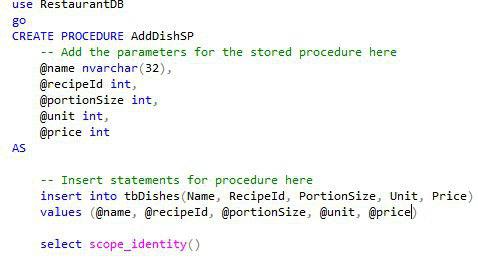 use RestaurantDB
go
CREATE PROCEDURE AddDishSP
-- Add the parameters for the stored procedure here
@name nvarchar(32),
@recipeId int,
@portionSize int,
@unit int,
@price int
AS
-- Insert statements for procedure here
insert into tbDishes(Name, RecipeId, PortionSize, Unit, Price)
values (@name, @recipeId, @portionSize, @unit, @price)
select scope_identity()